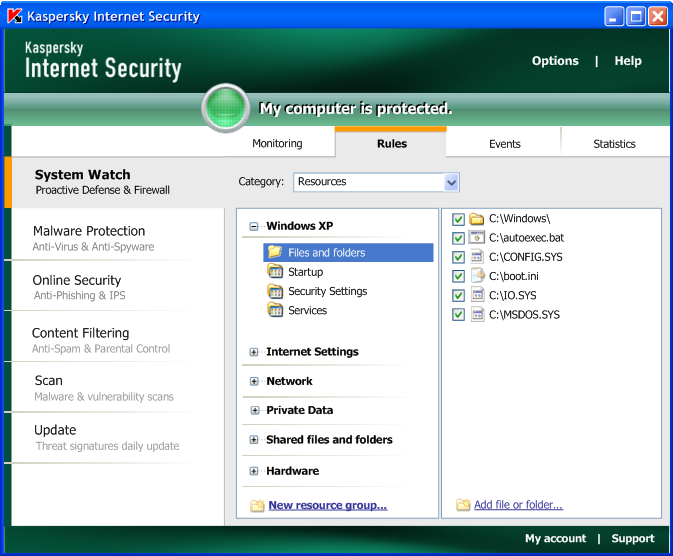 Kaspersky Internet Security
Kaspersky
Internet Security
Options | Help
My computer is protected.
Monitoring
Rules
Events
Statistics
System Watch
Proactive Defense & Firewall
Malware Protection
Anti-Virus & Anti-Spyware
Online Security
Anti-Phishing & IPS
Content Filtering
Anti-Spam & Parental Control
Scan
Malware & vulnerability scans
Update
Threat signatures daily update
Category:
Resources
Windows XP
Files and folders
Startup
Security Settings
Services
Internet Settings
Network
Private Data
Shared files and folders
Hardware
New resource group...
C:\Windows\
C:\autoexec.bat
C:\CONFIG.SYS
C:\boot.ini
C:\IO.SYS
C:\MSDOS.SYS
Add file or folder...
My account | Support